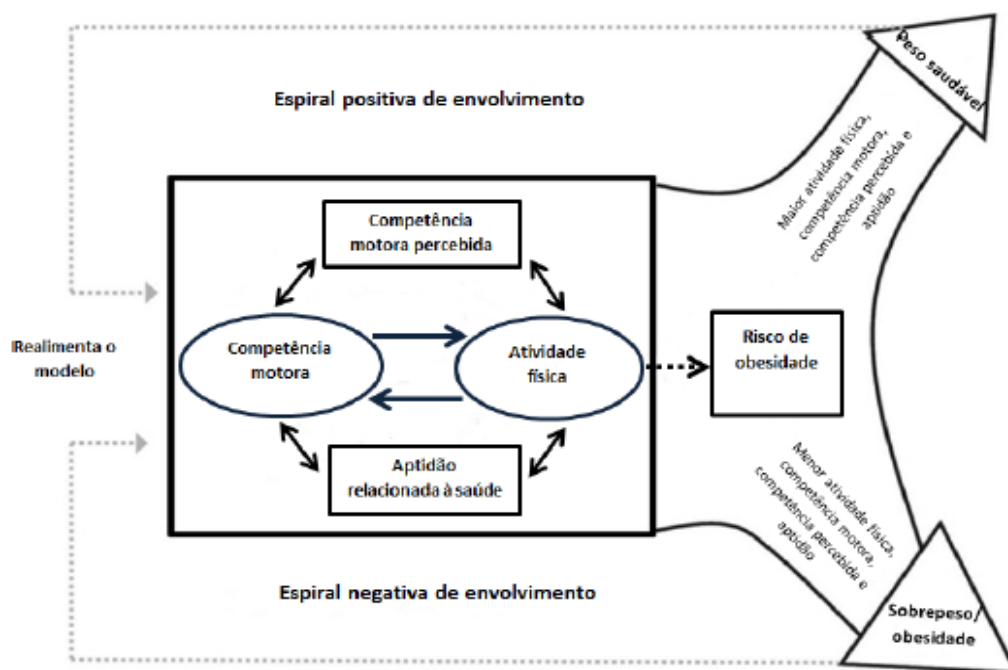 Peso saudável
Espiral positiva de envolvimento
Maior atividade física,
competência motora,
competência percebida e
aptidão
Competência
motora percebida
Realimenta o
modelo
Competência
motora
Atividade
física
Risco de
obesidade
Aptidão
relacionada à saúde
Menor atividade física,
competência motora,
competência percebida e
aptidão
Espiral negativa de envolvimento
Sobrepeso/
obesidade